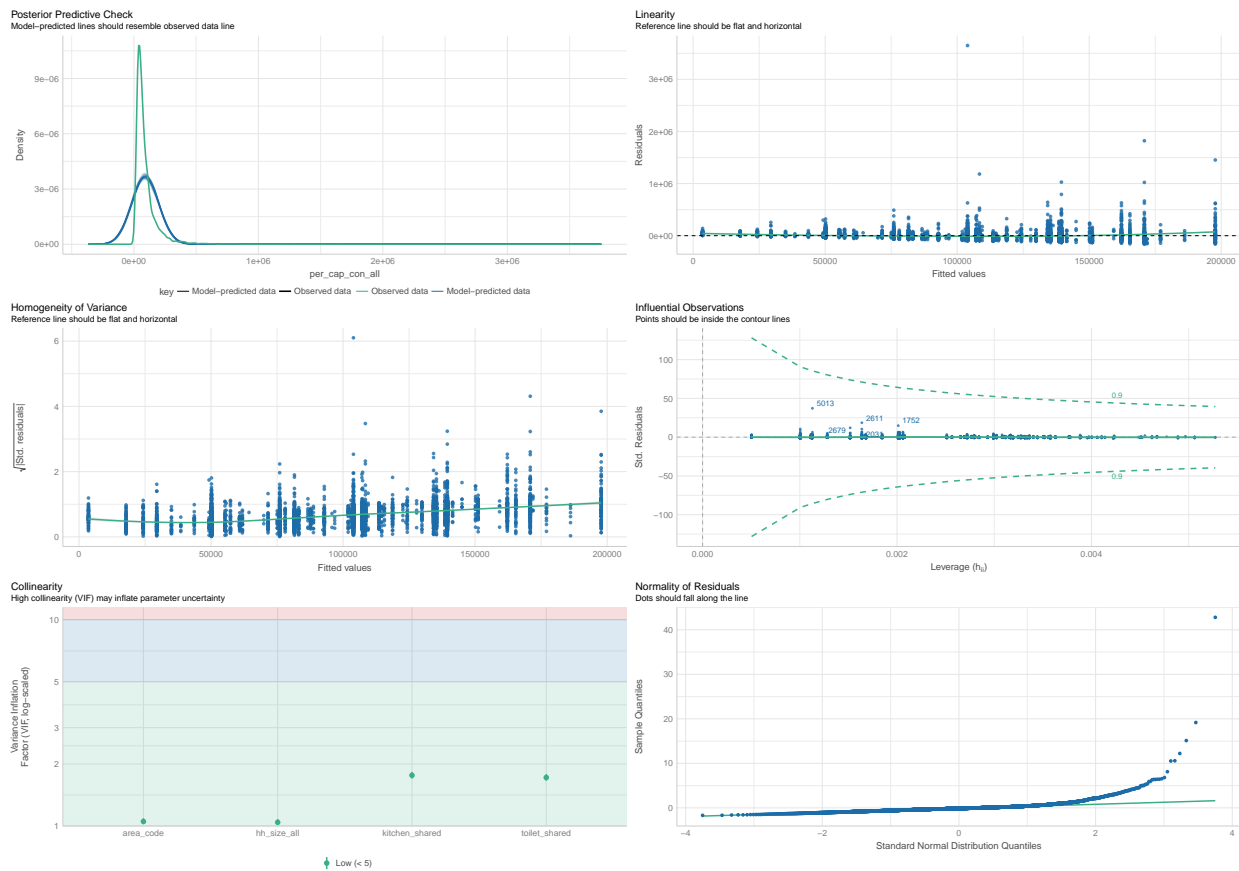 Posterior Predictive Check
Model−predicted lines should resemble observed data line
9e−06
6e−06
3e−06
0e+00
Density
0e+00
1e+06
2e+06
3e+06
per_cap_con_all
key
Model−predicted data
Observed data
Observed data
Model−predicted data
Linearity
Reference line should be flat and horizontal
3e+06
2e+06
1e+06
0e+00
Residuals
0
50000
100000
150000
200000
Fitted values
Homogeneity of Variance
Reference line should be flat and horizontal
6
4
2
0
√|Std. residuals|
0
50000
100000
150000
200000
Fitted values
Influential Observations
Points should be inside the contour lines
100
50
0
−50
−100
Std. Residuals
0.9
0.9
5013
2611
1752
2679
0.000
0.002
0.004
Leverage (hii)
Collinearity
High collinearity (VIF) may inflate parameter uncertainty
10
5
3
2
1
Variance Inflation
Factor (VIF, log−scaled)
area_code
hh_size_all
kitchen_shared
toilet_shared
Low (< 5)
Normality of Residuals
Dots should fall along the line
40
30
20
10
0
Sample Quantiles
−4
−2
0
2
4
Standard Normal Distribution Quantiles